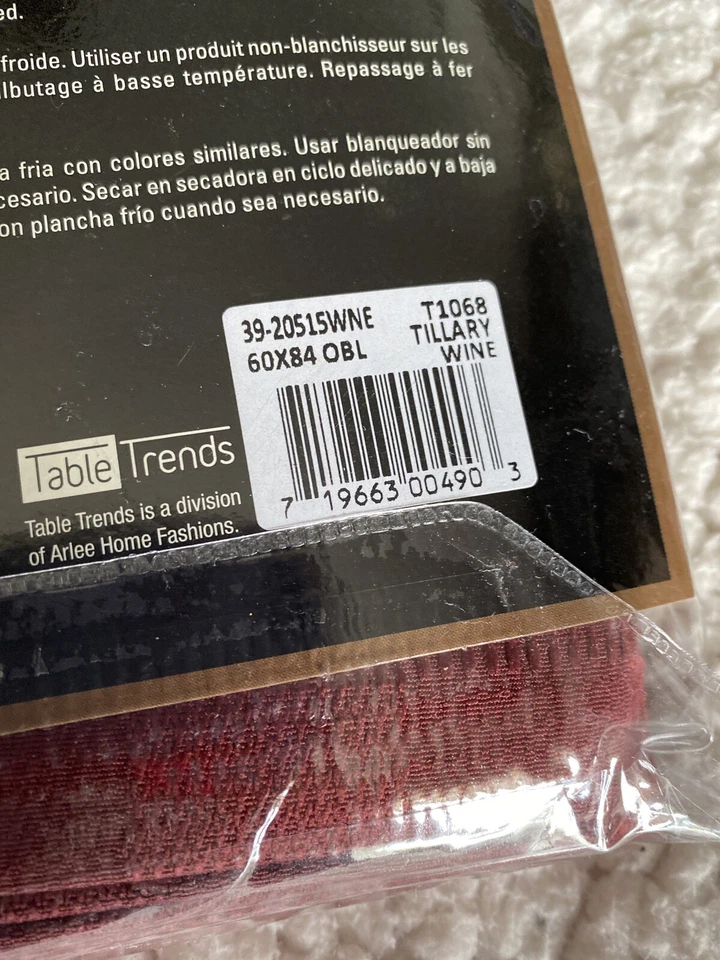 ed.
froide. Utiliser un produit non-blanchisseur sur les
lbutage à basse température. Repassage à fer
a fria con colores similares. Usar blanqueador sin
cesario. Secar en secadora en ciclo delicado y a baja
on plancha frío cuando sea necesario.
39-20515WNE T1068
60X84 OBL TILLARY
WINE
7 19663 00490 3
Table Trends
Table Trends is a division
of Arlee Home Fashions.